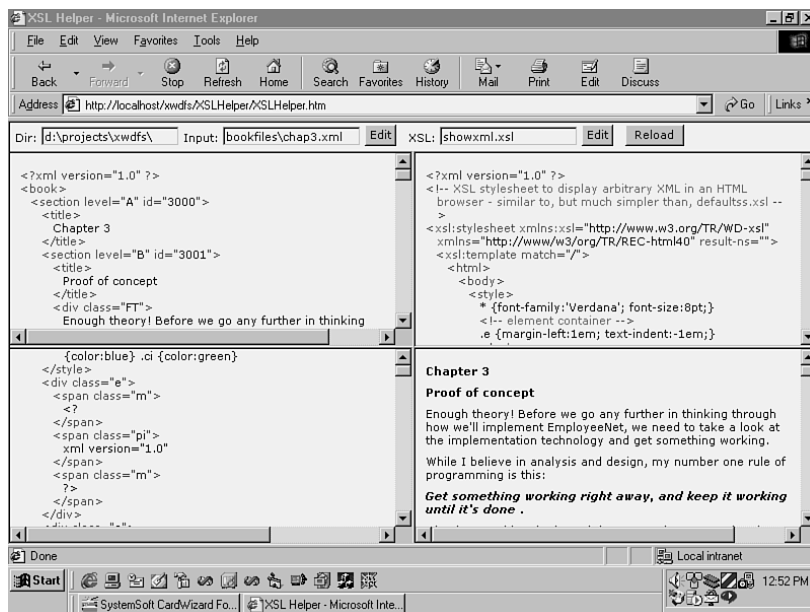 XSL Helper - Microsoft Internet Explorer
File Edit View Favorites Tools Help
Back Forward Stop Refresh Home Search Favorites History Mail Print Edit Discuss
Address http://localhost/xwdfs/XSLHelper/XSLHelper.htm Go Links
Dir: d:\projects\xwdfs\ Input: bookfiles\chap3.xml Edit XSL: showxml.xsl Edit Reload
<?xml version="1.0" ?>
<book>
<section level="A" id="3000">
<title>
Chapter 3
</title>
<section level="B" id="3001">
<title>
Proof of concept
</title>
<div class="FT">
Enough theory! Before we go any further in thinking
<?xml version="1.0" ?>
<!-- XSL stylesheet to display arbitrary XML in an HTML
browser - similar to, but much simpler than, defaultss.xsl --
>
<xsl:stylesheet xmlns:xsl="http://www.w3.org/TR/WD-xsl"
xmlns="http://www/w3/org/TR/REC-html40" result-ns="">
<xsl:template match="/">
<html>
<body>
<style>
* {font-family:'Verdana'; font-size:8pt;}
<!-- element container -->
.e {margin-left:1em; text-indent:-1em;}
{color:blue} .ci {color:green}
</style>
<div class="e">
<span class="m">
<?
</span>
<span class="pi">
xml version="1.0"
</span>
<span class="m">
?>
</span>
</div>
Chapter 3
Proof of concept
Enough theory! Before we go any further in thinking through
how we'll implement EmployeeNet, we need to take a look at
the implementation technology and get something working.
While I believe in analysis and design, my number one rule of
programming is this:
Get something working right away, and keep it working
until it's done .
Done Local intranet
Start 12:52 PM
SystemSoft CardWizard Fo... XSL Helper - Microsoft Inte...